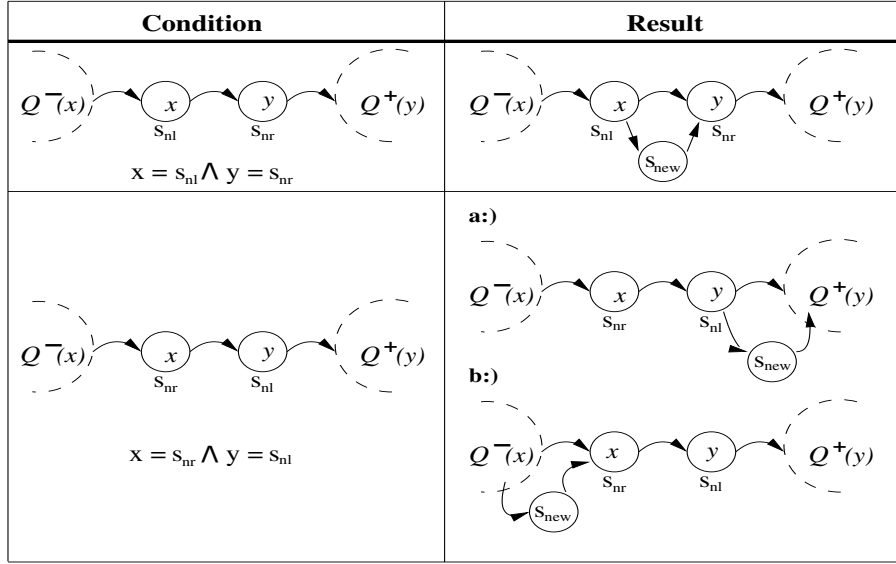 Condition Result
Q⁻(x) x y Q⁺(y)
s_nl s_nr
x = s_nl ∧ y = s_nr
Q⁻(x) x y Q⁺(y)
s_nl s_nr
s_new
Q⁻(x) x y Q⁺(y)
s_nr s_nl
x = s_nr ∧ y = s_nl
a:)
Q⁻(x) x y Q⁺(y)
s_nr s_nl
s_new
b:)
Q⁻(x) x y Q⁺(y)
s_nr s_nl
s_new